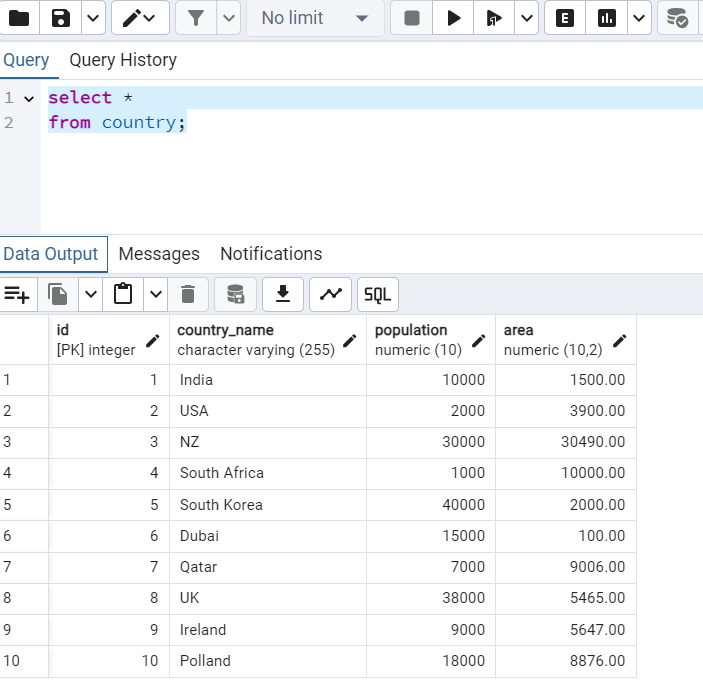 No limit
E
Query Query History
1 select *
2 from country;
Data Output Messages Notifications
SQL
id country_name population area
[PK] integer character varying (255) numeric (10) numeric (10,2)
1 1 India 10000 1500.00
2 2 USA 2000 3900.00
3 3 NZ 30000 30490.00
4 4 South Africa 1000 10000.00
5 5 South Korea 40000 2000.00
6 6 Dubai 15000 100.00
7 7 Qatar 7000 9006.00
8 8 UK 38000 5465.00
9 9 Ireland 9000 5647.00
10 10 Polland 18000 8876.00